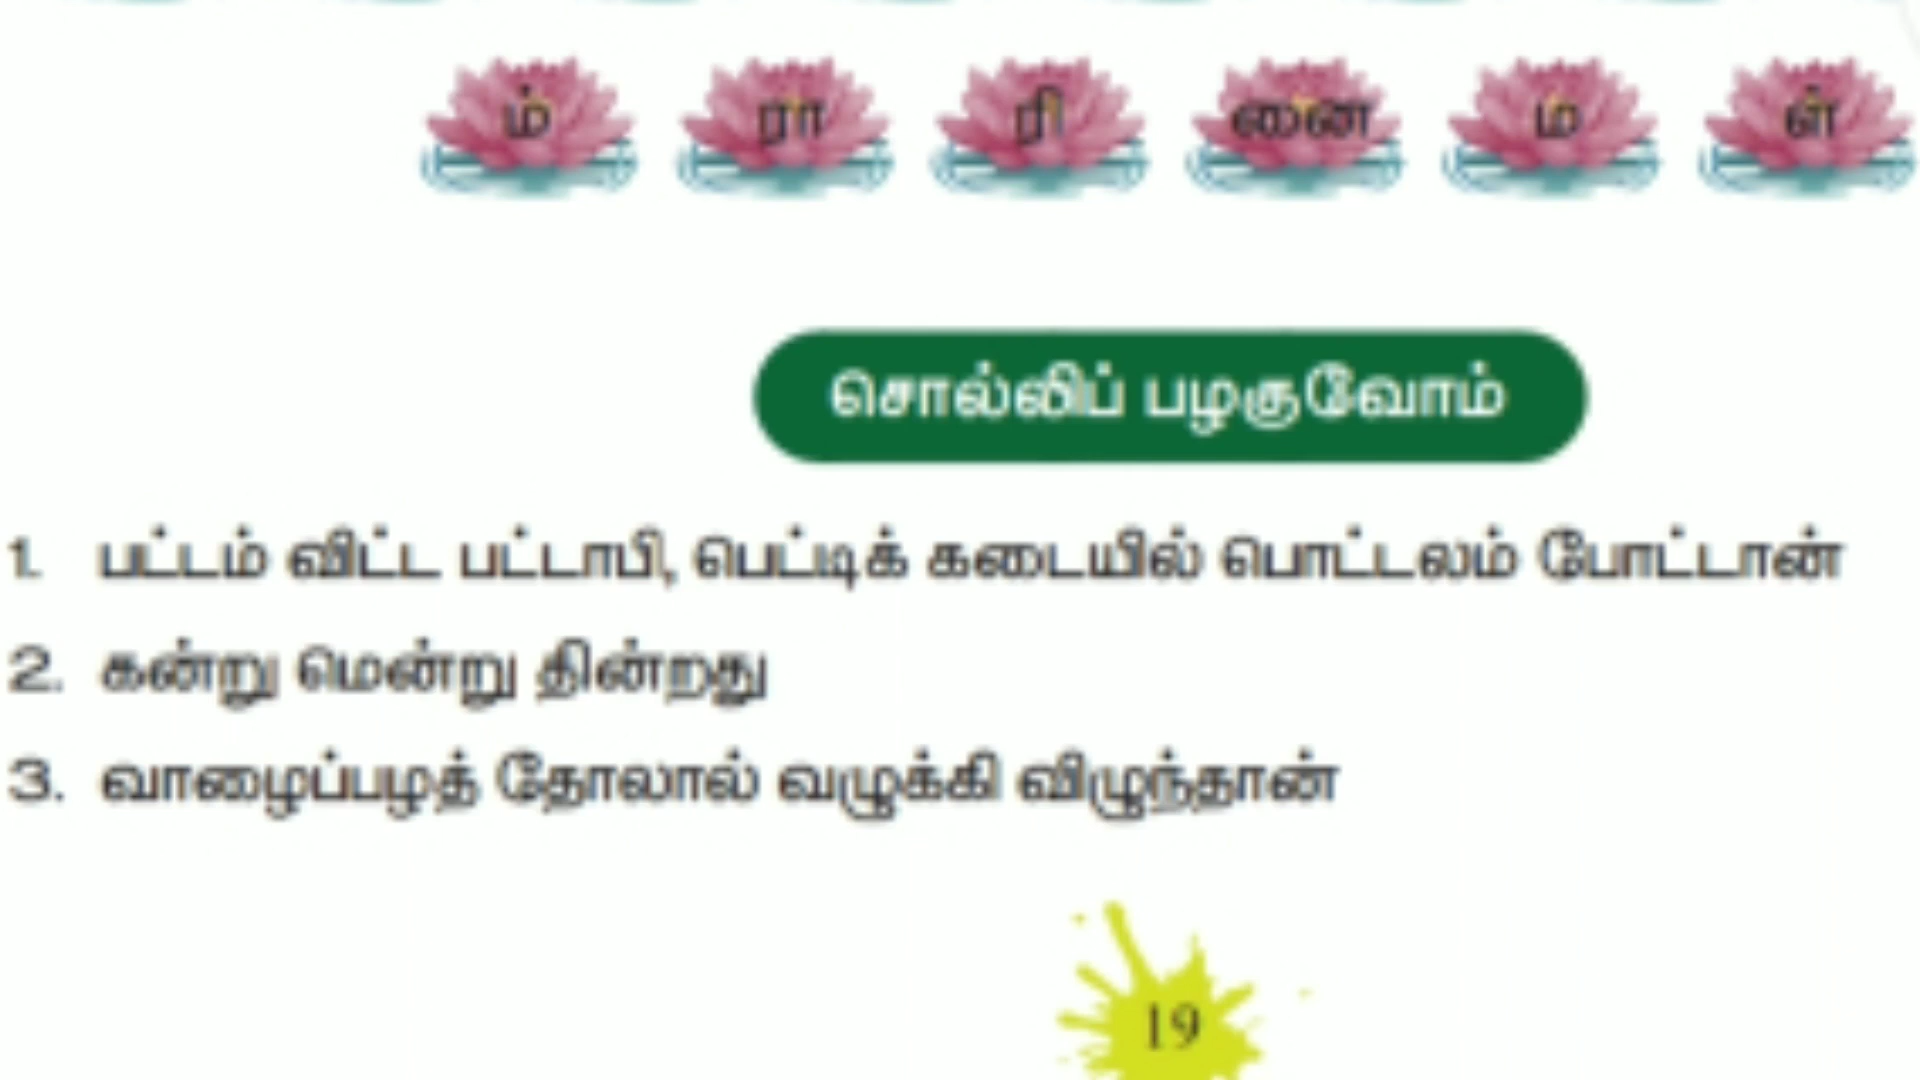 ம் ரா ரி னை ம ள்
சொல்லிப் பழகுவோம்
1. பட்டம் விட்ட பட்டாபி, பெட்டிக் கடையில் பொட்டலம் போட்டான்
2. கன்று மென்று தின்றது
3. வாழைப்பழத் தோலால் வழுக்கி விழுந்தான்
19